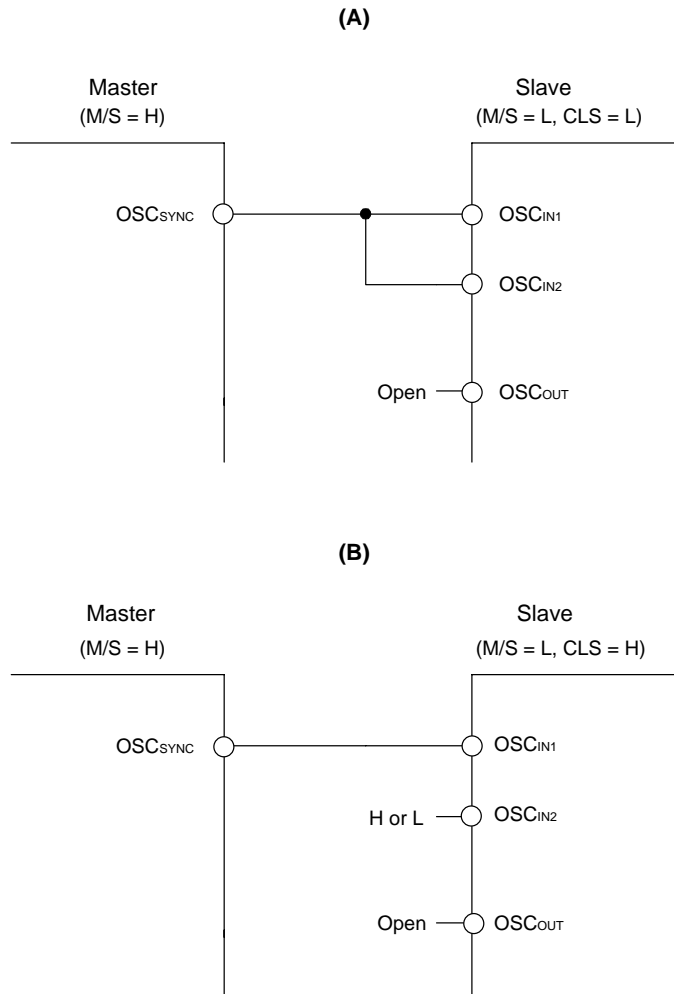 (A)
Master
(M/S = H)
Slave
(M/S = L, CLS = L)
OSCSYNC
OSCIN1
OSCIN2
Open
OSCOUT
(B)
Master
(M/S = H)
Slave
(M/S = L, CLS = H)
OSCSYNC
OSCIN1
H or L
OSCIN2
Open
OSCOUT